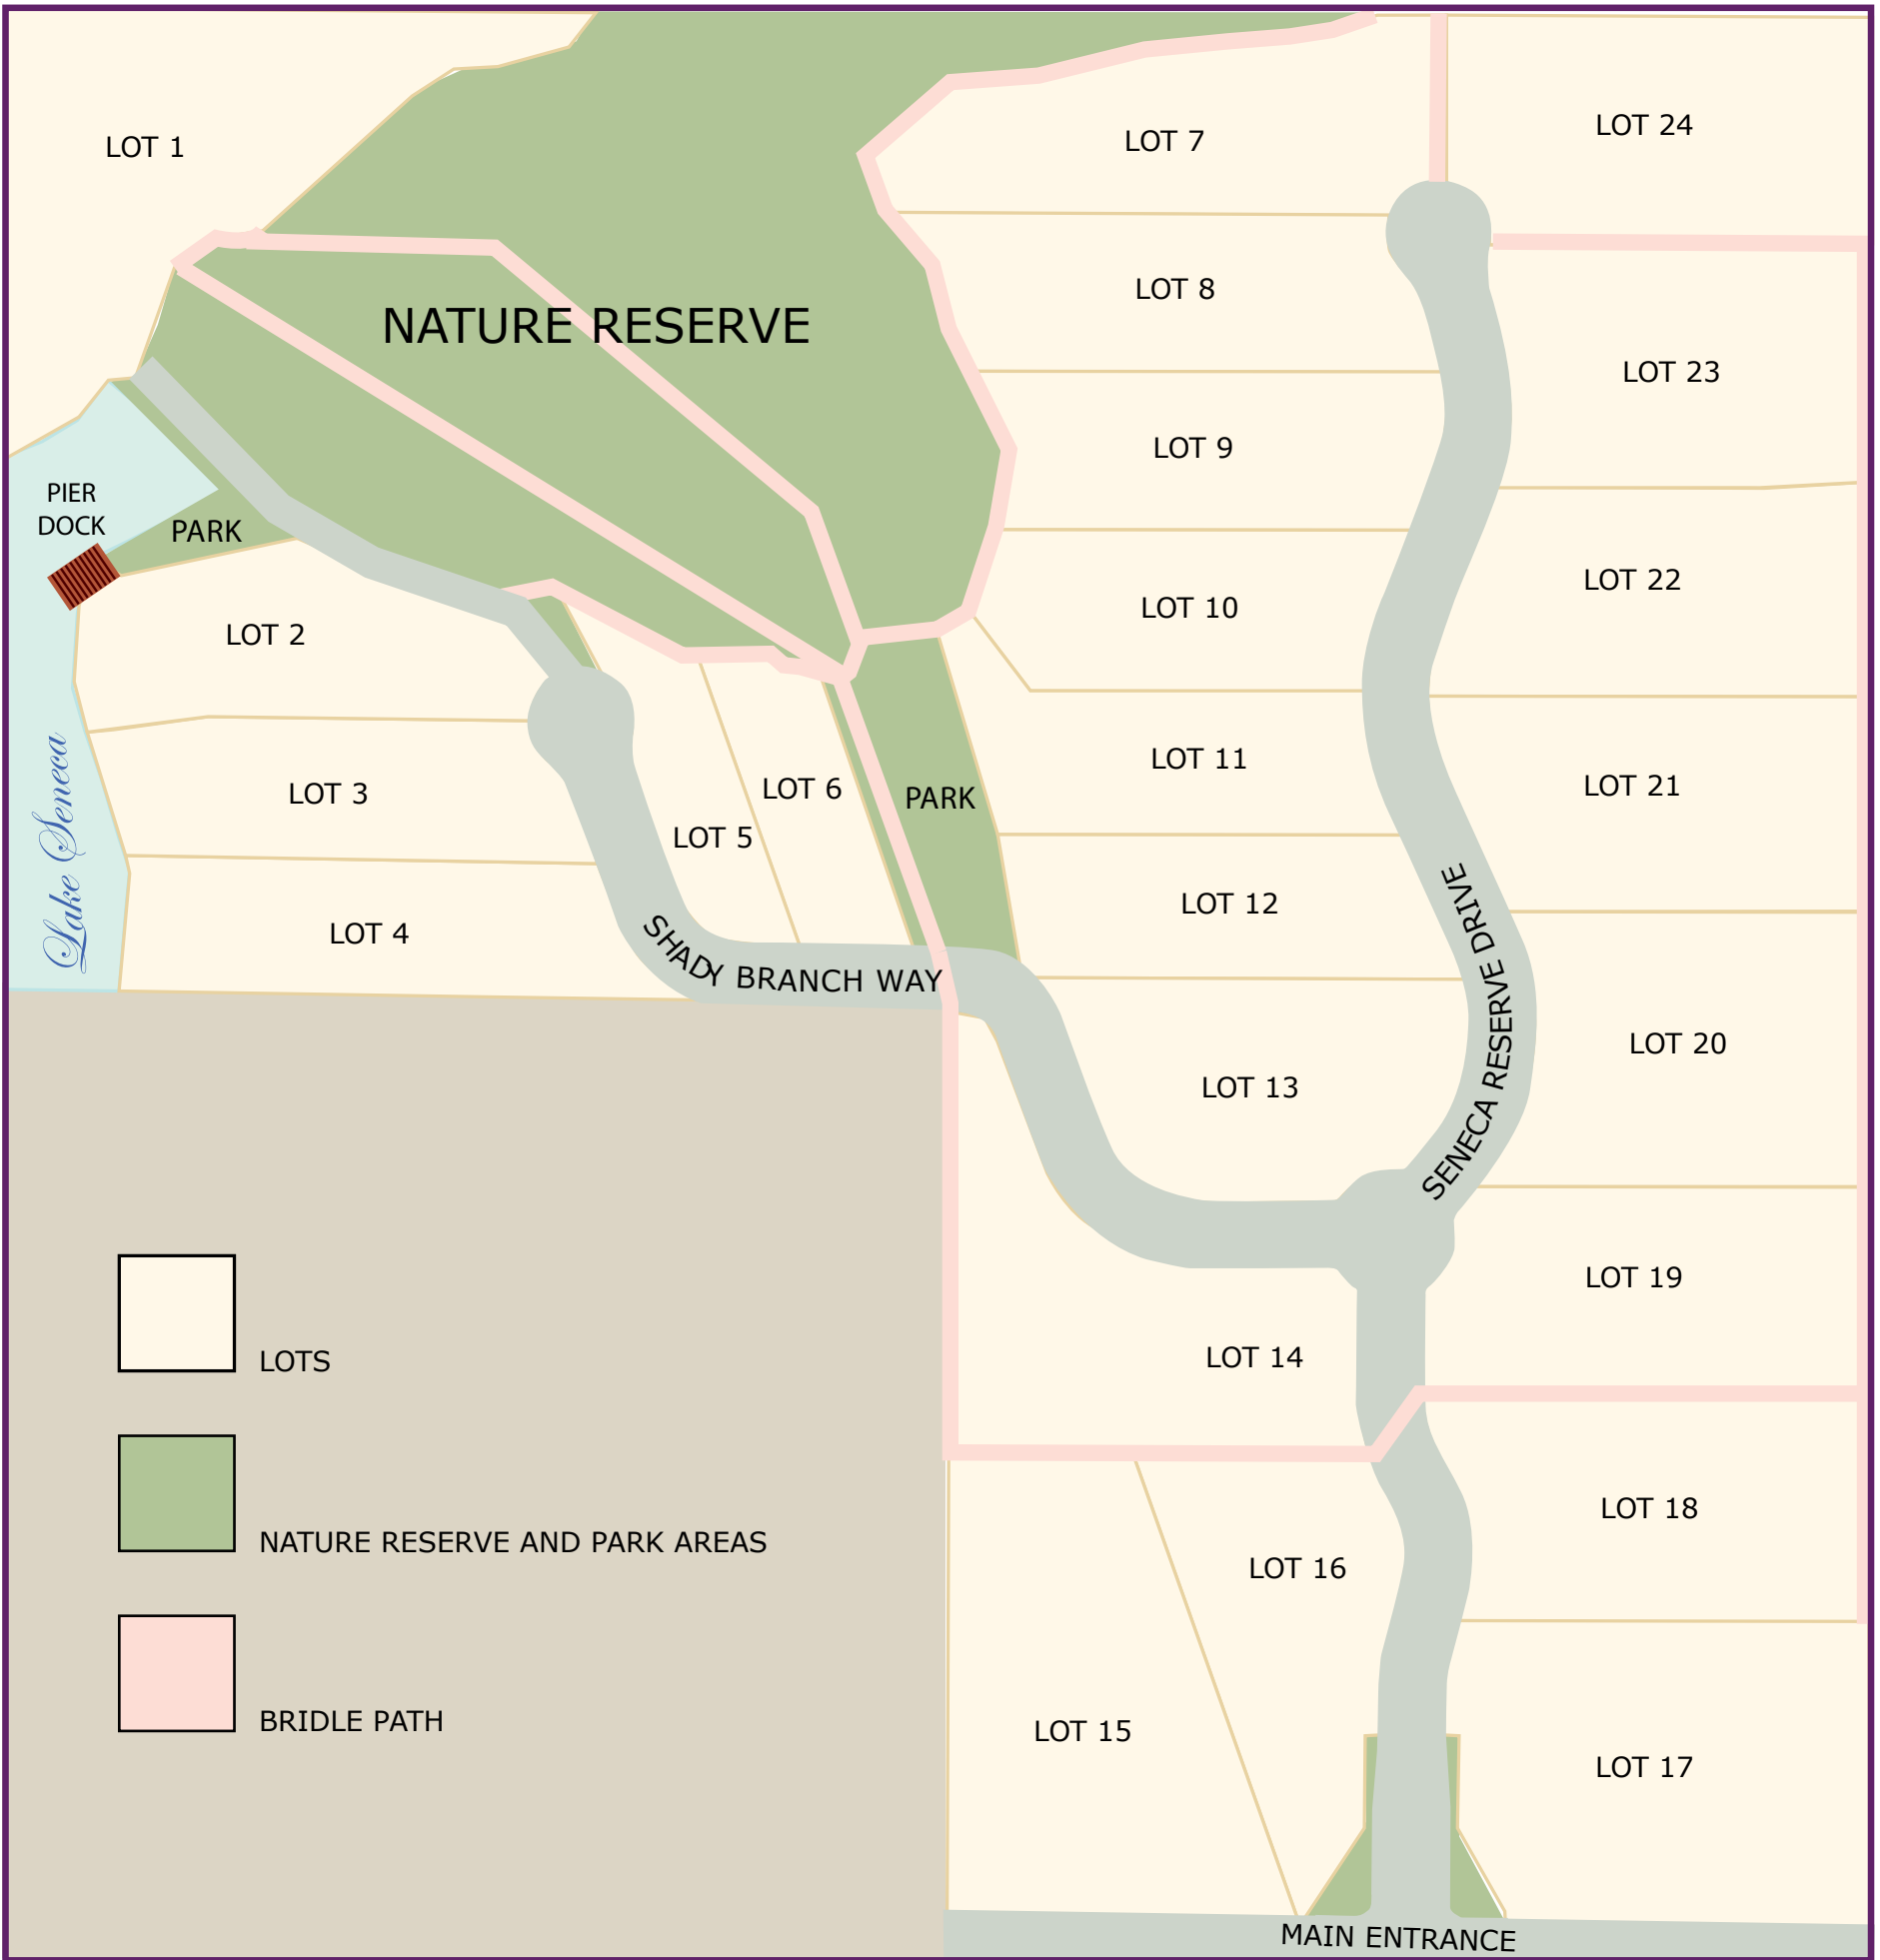 LOT 1
LOT 7
LOT 24
LOT 8
NATURE RESERVE
LOT 23
LOT 9
PIER
DOCK
PARK
LOT 22
LOT 10
LOT 2
LOT 11
LOT 21
LOT 3
LOT 6
PARK
LOT 5
LOT 12
LOT 4
Lake Seneca
SHADY BRANCH WAY
SENECA RESERVE DRIVE
LOT 20
LOT 13
LOT 19
LOT 14
LOTS
LOT 18
NATURE RESERVE AND PARK AREAS
LOT 16
BRIDLE PATH
LOT 15
LOT 17
MAIN ENTRANCE